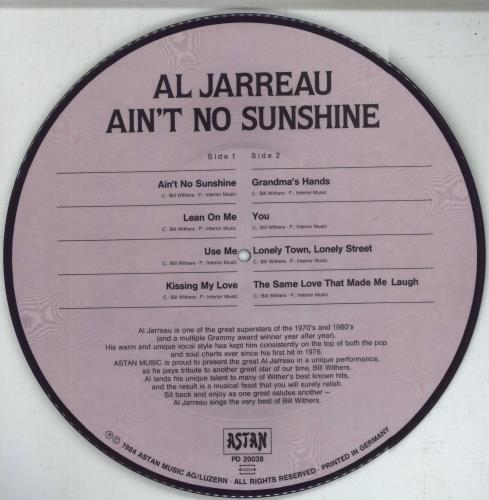 AL JARREAU
AIN'T NO SUNSHINE
Side 1 Side 2
Ain't No Sunshine
C.: Bill Withers · P.: Interior Music
Grandma's Hands
C.: Bill Withers · P.: Interior Music
Lean On Me
C.: Bill Withers · P.: Interior Music
You
C.: Bill Withers · P.: Interior Music
Use Me
C.: Bill Withers · P.: Interior Music
Lonely Town, Lonely Street
C.: Bill Withers · P.: Interior Music
Kissing My Love
C.: Bill Withers · P.: Interior Music
The Same Love That Made Me Laugh
C.: Bill Withers · P.: Interior Music
Al Jarreau is one of the great superstars of the 1970's and 1980's
(and a multiple Grammy award winner year after year).
His warm and unique vocal style has kept him consistently on the top of both the pop
and soul charts ever since his first hit in 1976.
ASTAN MUSIC is proud to present the great Al Jarreau in a unique performance,
as he pays tribute to another great star of our time, Bill Withers.
Al lends his unique talent to many of Wither's best known hits,
and the result is a musical feast that you will surely relish.
Sit back and enjoy as one great salutes another –
Al Jarreau sings the very best of Bill Withers.
ASTAN
PD 20038
Ⓟ © 1984 ASTAN MUSIC AG/LUZERN · ALL RIGHTS RESERVED · PRINTED IN GERMANY